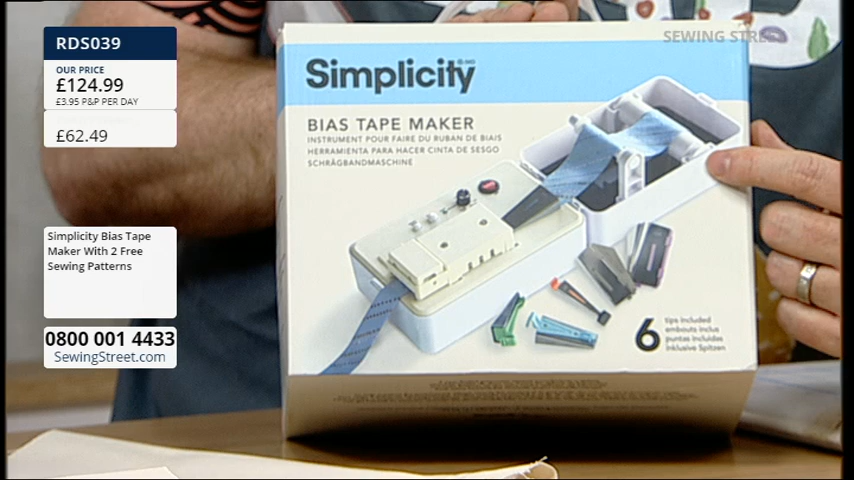 RDS039
OUR PRICE
£124.99
£3.95 P&P PER DAY
£62.49
Simplicity Bias Tape
Maker With 2 Free
Sewing Patterns
0800 001 4433
SewingStreet.com
SEWING STREET
Simplicity
BIAS TAPE MAKER
INSTRUMENT POUR FAIRE DU RUBAN DE BIAIS
HERRAMIENTA PARA HACER CINTA DE SESGO
SCHRÄGBANDMASCHINE
6
tips included
embouts inclus
puntas incluidas
inklusive Spitzen